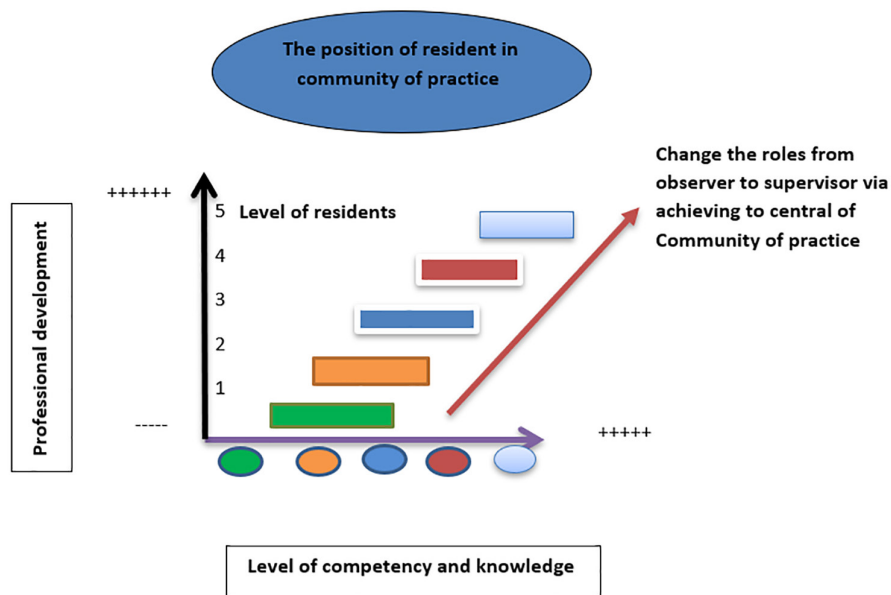 The position of resident in
community of practice
Change the roles from
observer to supervisor via
achieving to central of
Community of practice
++++++
Level of residents
5
4
3
2
1
Professional development
-----
+++++
Level of competency and knowledge